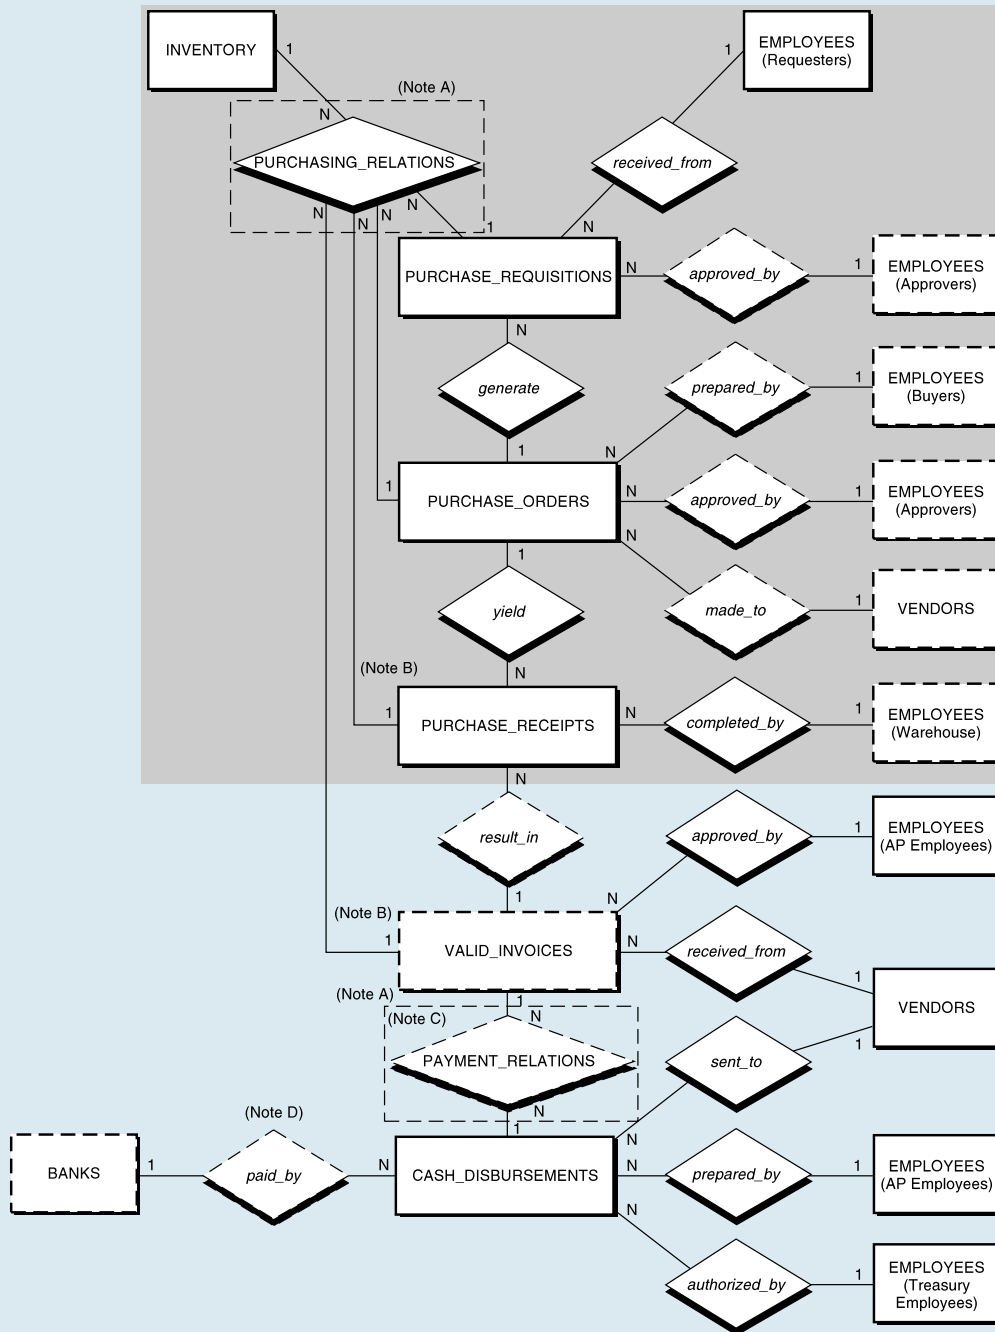 INVENTORY
1
1
EMPLOYEES
(Requesters)
(Note A)
N
PURCHASING_RELATIONS
received_from
N
N
N
N
1
N
PURCHASE_REQUISITIONS
N
approved_by
1
EMPLOYEES
(Approvers)
N
generate
prepared_by
1
EMPLOYEES
(Buyers)
1
N
1
PURCHASE_ORDERS
N
approved_by
1
EMPLOYEES
(Approvers)
1
N
yield
made_to
1
VENDORS
(Note B)
N
1
PURCHASE_RECEIPTS
N
completed_by
1
EMPLOYEES
(Warehouse)
N
result_in
approved_by
1
EMPLOYEES
(AP Employees)
1
N
(Note B)
1
VALID_INVOICES
N
received_from
1
VENDORS
(Note A)
1
(Note C)
N
PAYMENT_RELATIONS
sent_to
1
N
1
N
(Note D)
BANKS
1
paid_by
N
CASH_DISBURSEMENTS
N
prepared_by
1
EMPLOYEES
(AP Employees)
N
authorized_by
1
EMPLOYEES
(Treasury
Employees)